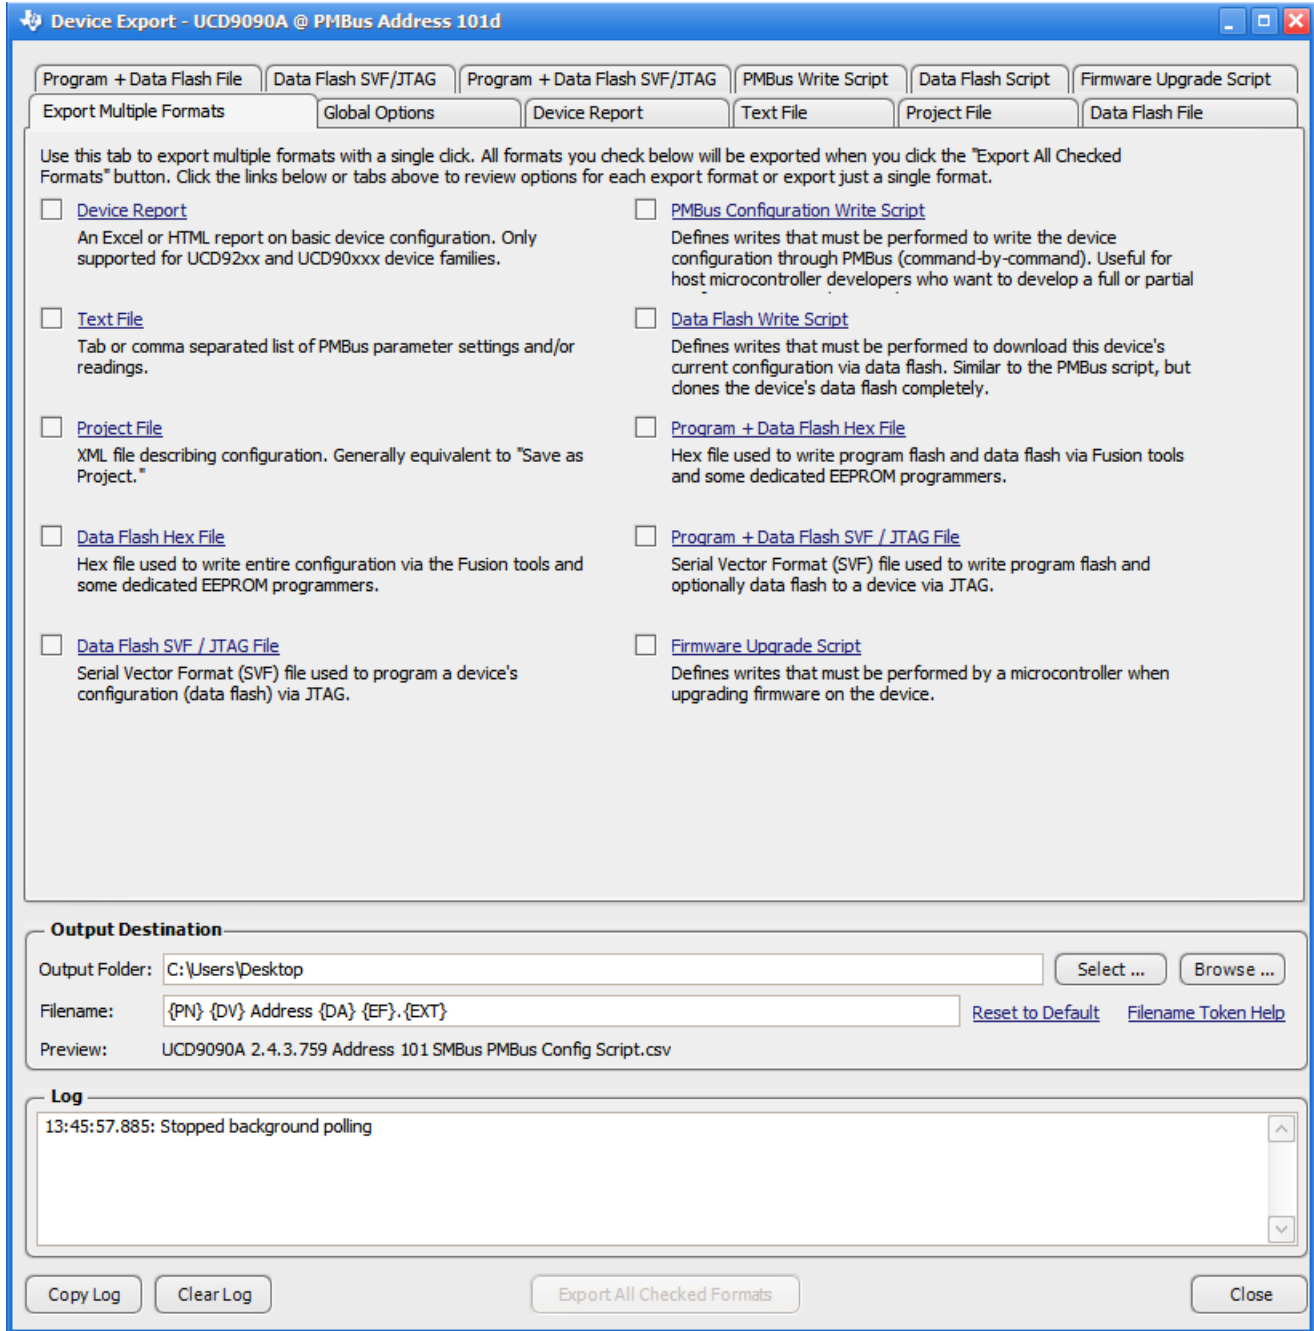 Device Export - UCD9090A @ PMBus Address 101d
Program + Data Flash File
Data Flash SVF/JTAG
Program + Data Flash SVF/JTAG
PMBus Write Script
Data Flash Script
Firmware Upgrade Script
Export Multiple Formats
Global Options
Device Report
Text File
Project File
Data Flash File
Use this tab to export multiple formats with a single click. All formats you check below will be exported when you click the "Export All Checked
Formats" button. Click the links below or tabs above to review options for each export format or export just a single format.
Device Report
An Excel or HTML report on basic device configuration. Only
supported for UCD92xx and UCD90xxx device families.
PMBus Configuration Write Script
Defines writes that must be performed to write the device
configuration through PMBus (command-by-command). Useful for
host microcontroller developers who want to develop a full or partial
Text File
Tab or comma separated list of PMBus parameter settings and/or
readings.
Data Flash Write Script
Defines writes that must be performed to download this device's
current configuration via data flash. Similar to the PMBus script, but
clones the device's data flash completely.
Project File
XML file describing configuration. Generally equivalent to "Save as
Project."
Program + Data Flash Hex File
Hex file used to write program flash and data flash via Fusion tools
and some dedicated EEPROM programmers.
Data Flash Hex File
Hex file used to write entire configuration via the Fusion tools and
some dedicated EEPROM programmers.
Program + Data Flash SVF / JTAG File
Serial Vector Format (SVF) file used to write program flash and
optionally data flash to a device via JTAG.
Data Flash SVF / JTAG File
Serial Vector Format (SVF) file used to program a device's
configuration (data flash) via JTAG.
Firmware Upgrade Script
Defines writes that must be performed by a microcontroller when
upgrading firmware on the device.
Output Destination
Output Folder: C:\Users\Desktop
Select ...
Browse ...
Filename: {PN} {DV} Address {DA} {EF}.{EXT}
Reset to Default
Filename Token Help
Preview: UCD9090A 2.4.3.759 Address 101 SMBus PMBus Config Script.csv
Log
13:45:57.885: Stopped background polling
Copy Log
Clear Log
Export All Checked Formats
Close